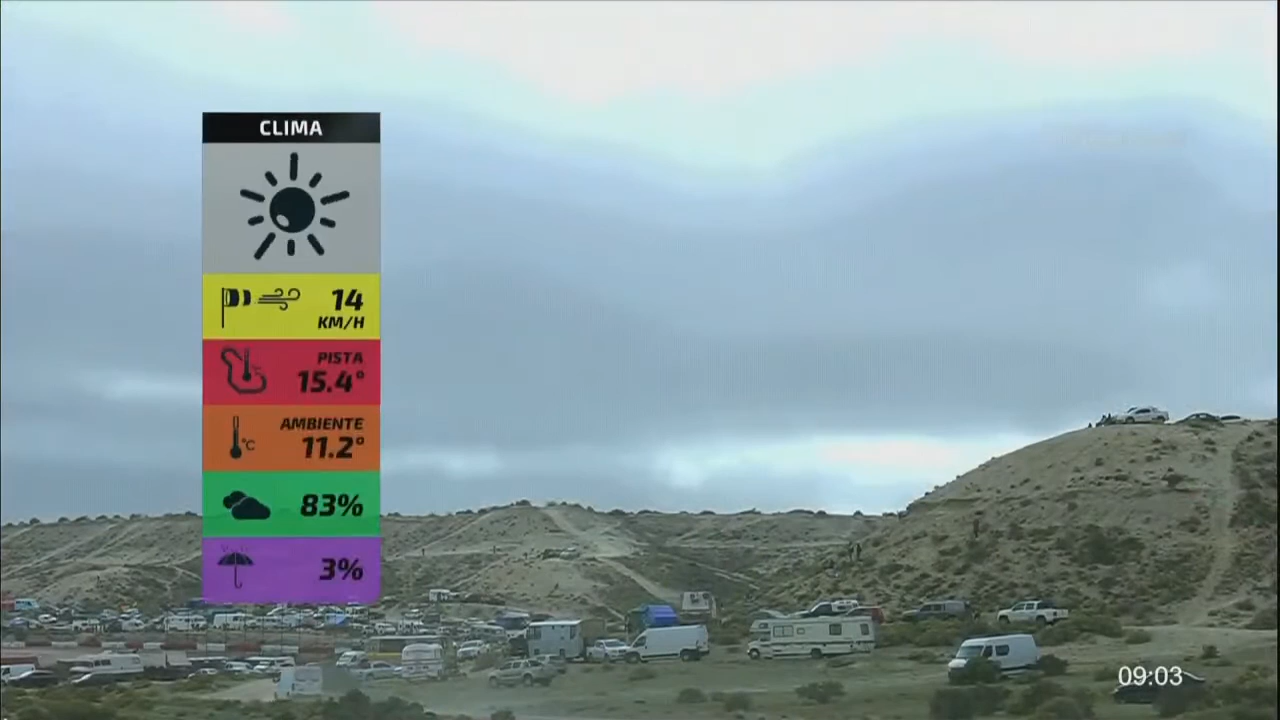 CLIMA
14
KM/H
PISTA
15.4°
°C
AMBIENTE
11.2°
°C
83%
3%
09:03